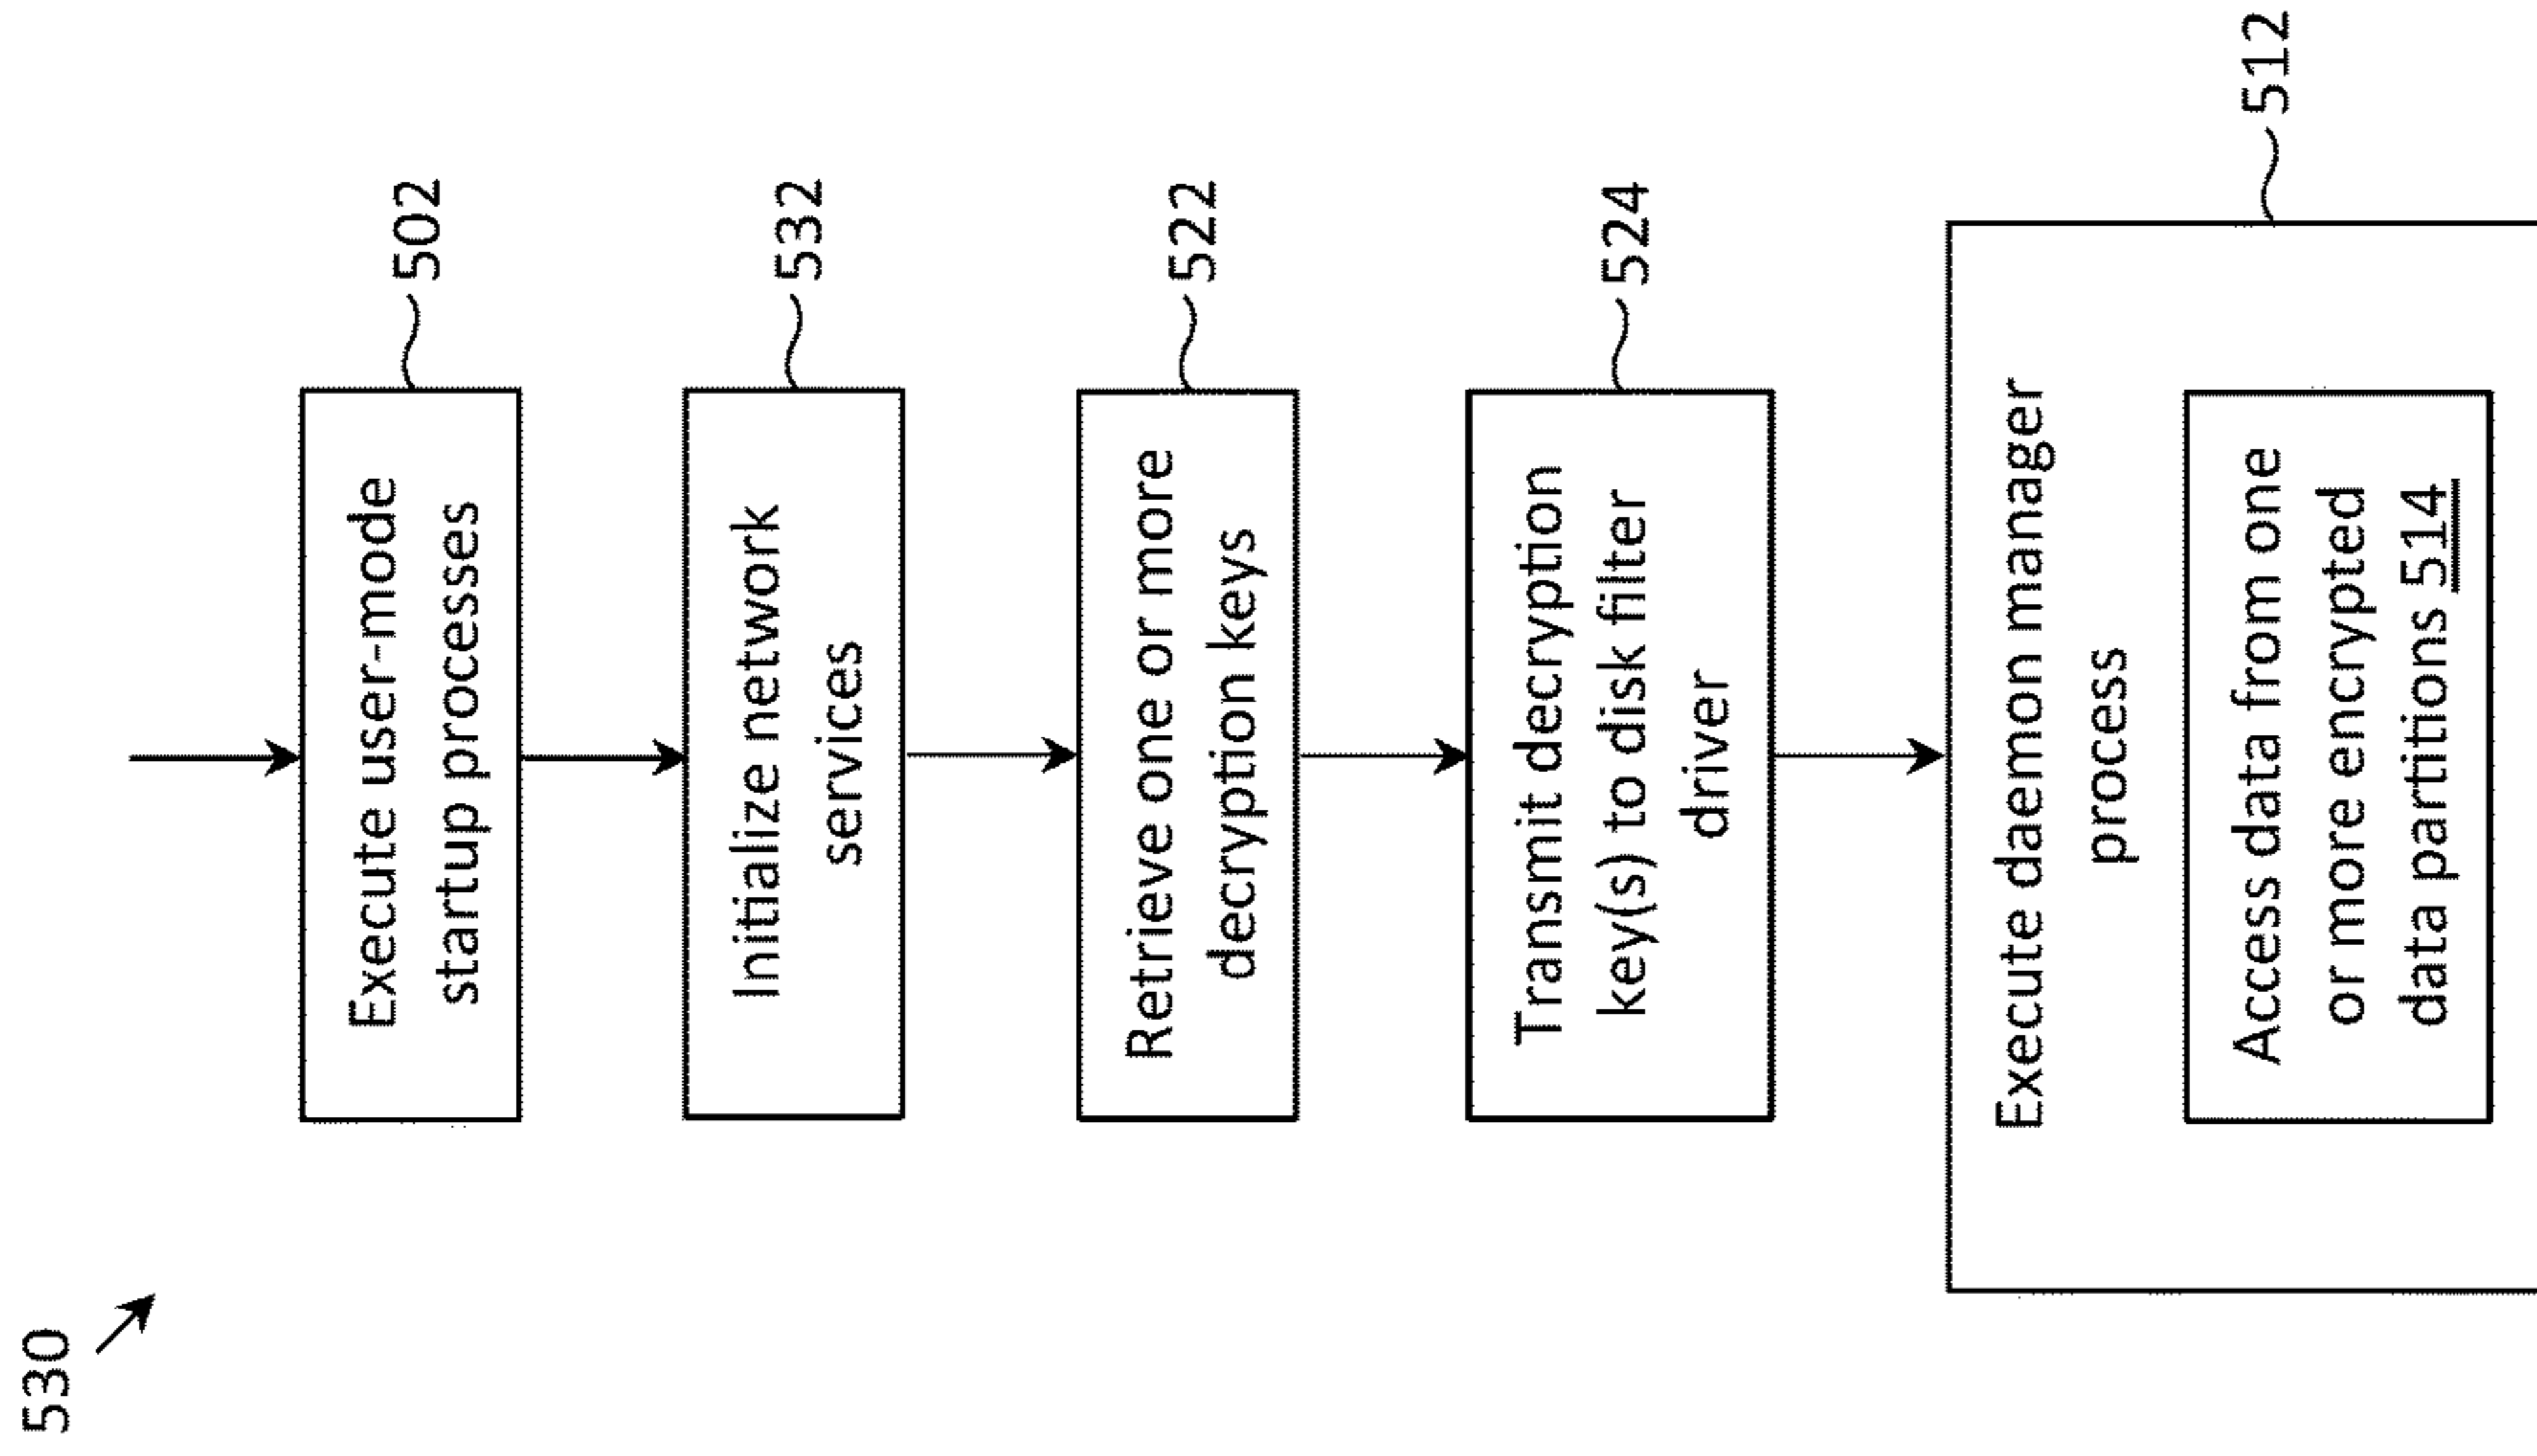 530
Execute user-mode
startup processes
502
Initialize network
services
532
Retrieve one or more
decryption keys
522
Transmit decryption
key(s) to disk filter
driver
524
Execute daemon manager
process
512
Access data from one
or more encrypted
data partitions 514